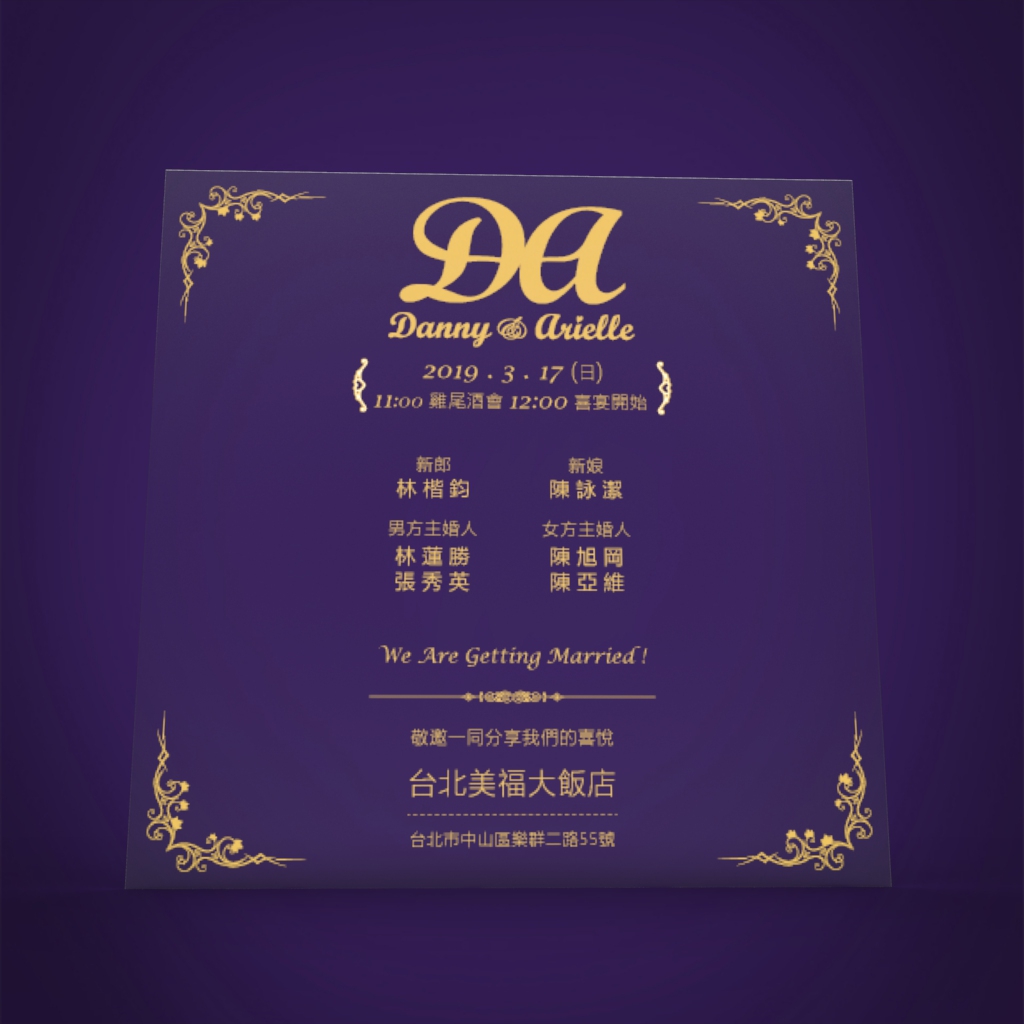 DA
Danny & Arielle
2019 . 3 . 17 (日)
11:00 雞尾酒會 12:00 喜宴開始
新郎 新娘
林楷鈞 陳詠潔
男方主婚人 女方主婚人
林蓮勝 陳旭岡
張秀英 陳亞維
We Are Getting Married !
敬邀一同分享我們的喜悅
台北美福大飯店
台北市中山區樂群二路55號